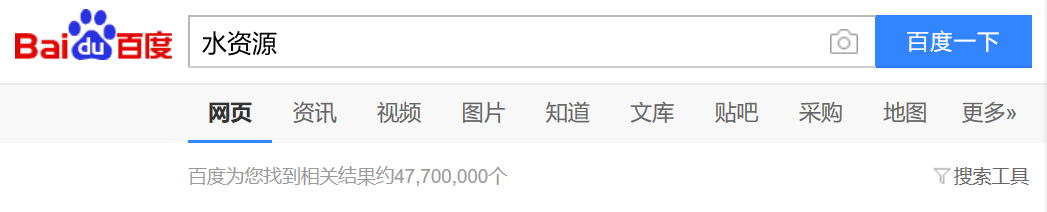 Bai du 百度 水资源 百度一下
网页 资讯 视频 图片 知道 文库 贴吧 采购 地图 更多»
百度为您找到相关结果约47,700,000个 搜索工具